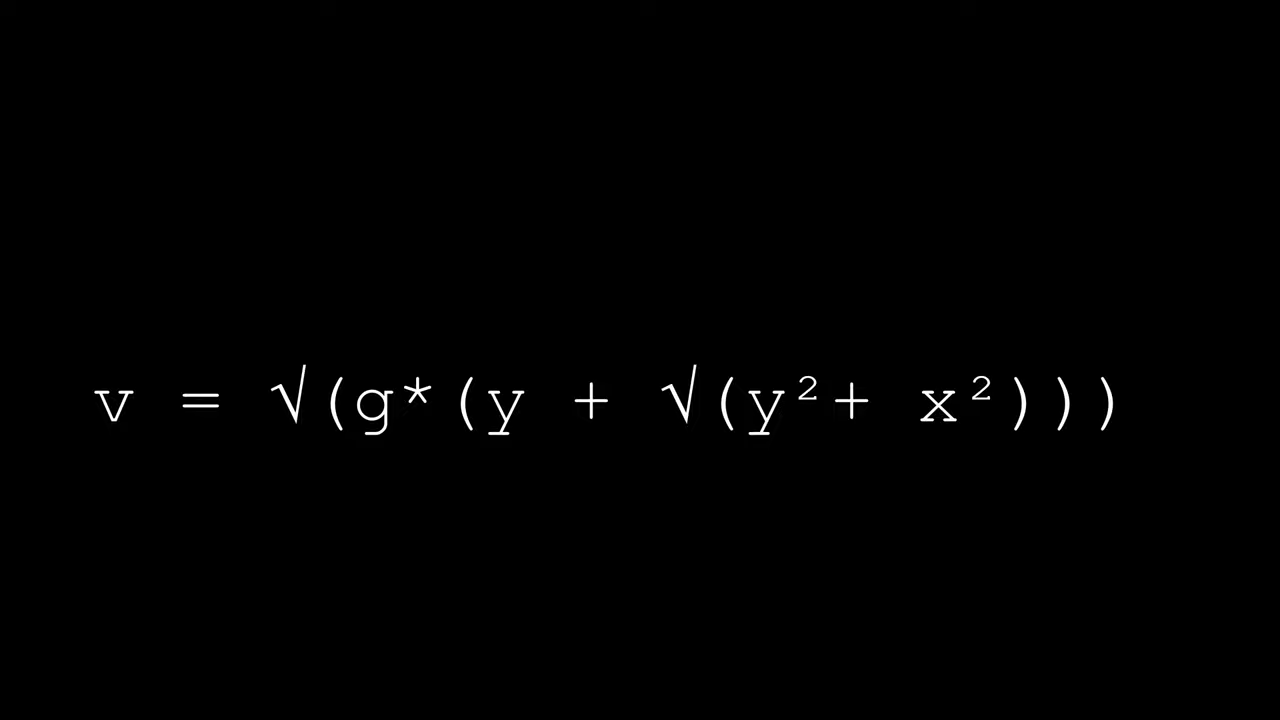 v = √(g*(y + √(y²+ x²)))